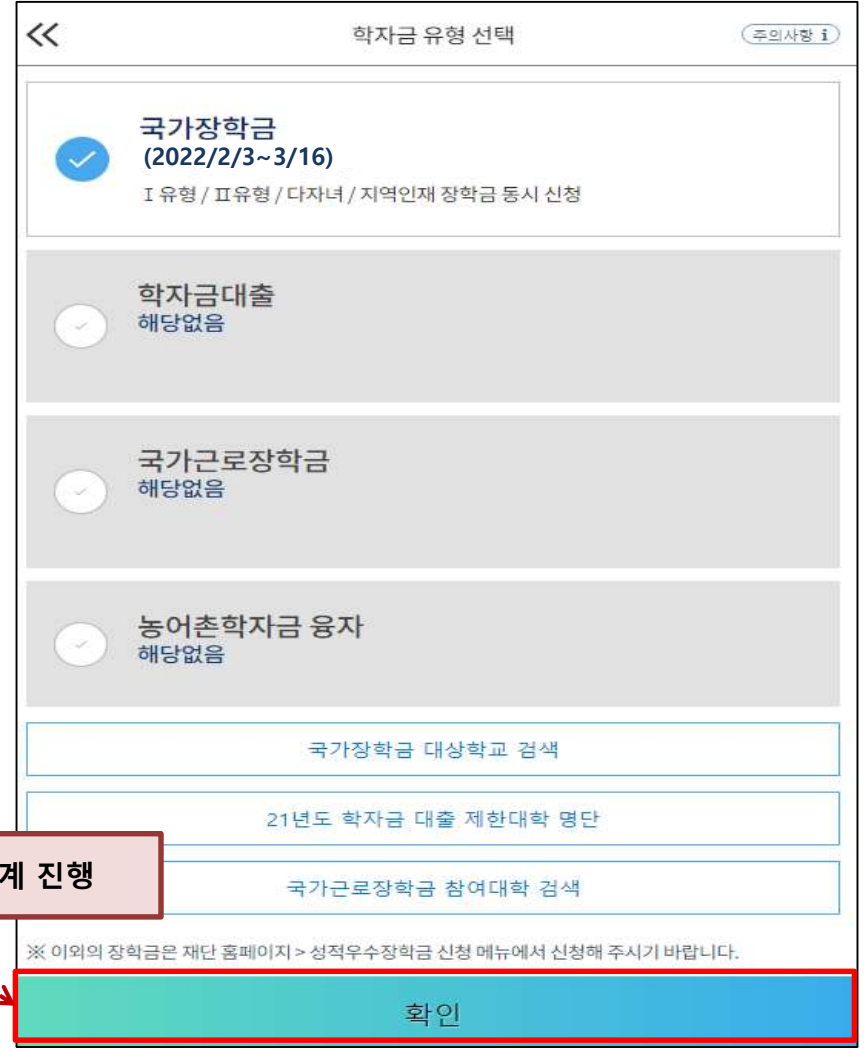 학자금 유형 선택
주의사항 i
국가장학금
(2022/2/3~3/16)
I 유형 / II유형 / 다자녀 / 지역인재 장학금 동시 신청
학자금대출
해당없음
국가근로장학금
해당없음
농어촌학자금 융자
해당없음
국가장학금 대상학교 검색
21년도 학자금 대출 제한대학 명단
계 진행
국가근로장학금 참여대학 검색
※ 이외의 장학금은 재단 홈페이지 > 성적우수장학금 신청 메뉴에서 신청해 주시기 바랍니다.
확인